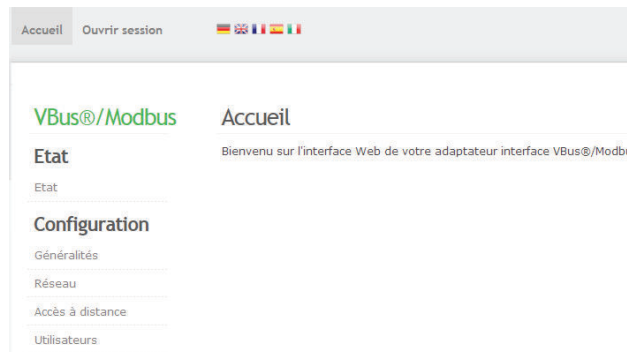 Accueil Ouvrir session
VBus®/Modbus
Etat
Etat
Configuration
Généralités
Réseau
Accès à distance
Utilisateurs
Accueil
Bienvenu sur l'interface Web de votre adaptateur interface VBus®/Modb